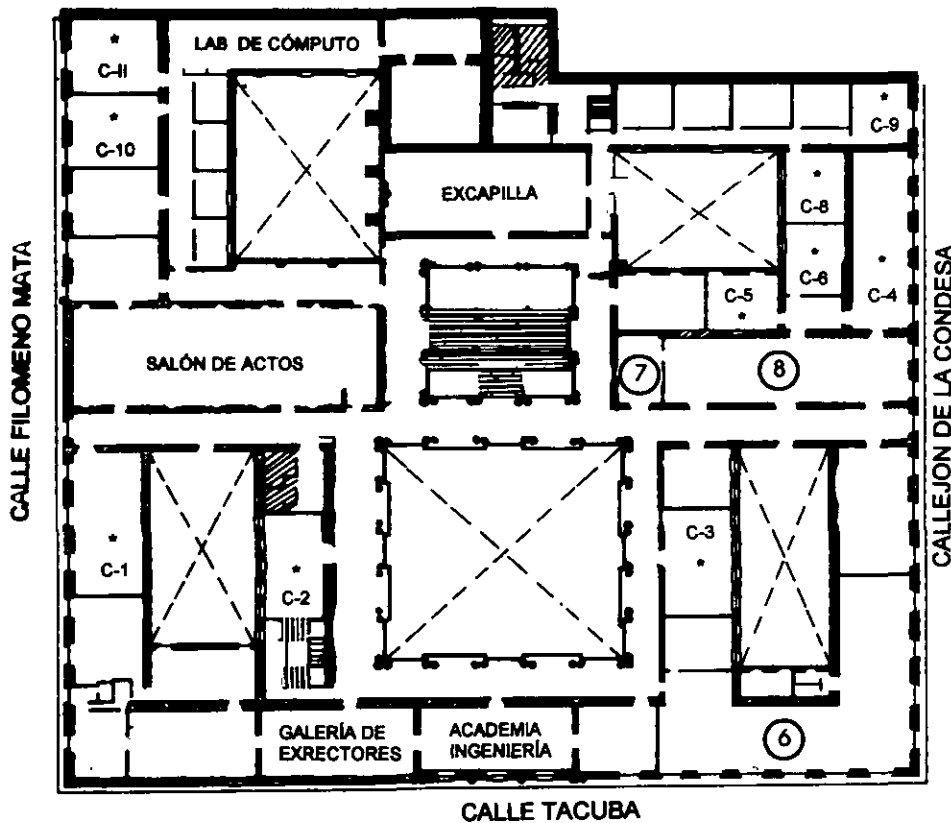 LAB DE CÓMPUTO
*
C-11
*
C-10
*
C-9
EXCAPILLA
*
C-8
*
C-6
*
C-4
C-5
*
SALÓN DE ACTOS
7
8
CALLE FILOMENO MATA
CALLEJON DE LA CONDESA
*
C-1
*
C-2
C-3
*
GALERÍA DE
EXRECTORES
ACADEMIA
INGENIERÍA
6
CALLE TACUBA